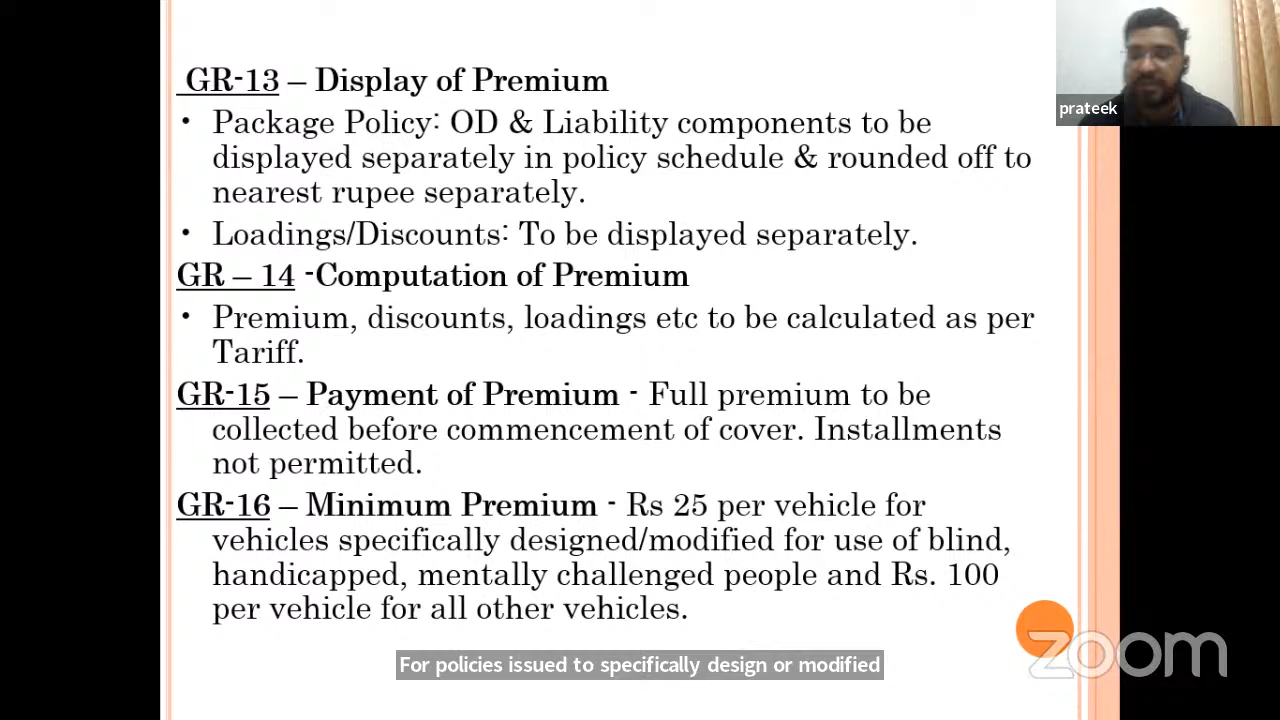 GR-13 – Display of Premium
• Package Policy: OD & Liability components to be
displayed separately in policy schedule & rounded off to
nearest rupee separately.
• Loadings/Discounts: To be displayed separately.
GR – 14 -Computation of Premium
• Premium, discounts, loadings etc to be calculated as per
Tariff.
GR-15 – Payment of Premium - Full premium to be
collected before commencement of cover. Installments
not permitted.
GR-16 – Minimum Premium - Rs 25 per vehicle for
vehicles specifically designed/modified for use of blind,
handicapped, mentally challenged people and Rs. 100
per vehicle for all other vehicles.
For policies issued to specifically design or modified
prateek
zoom